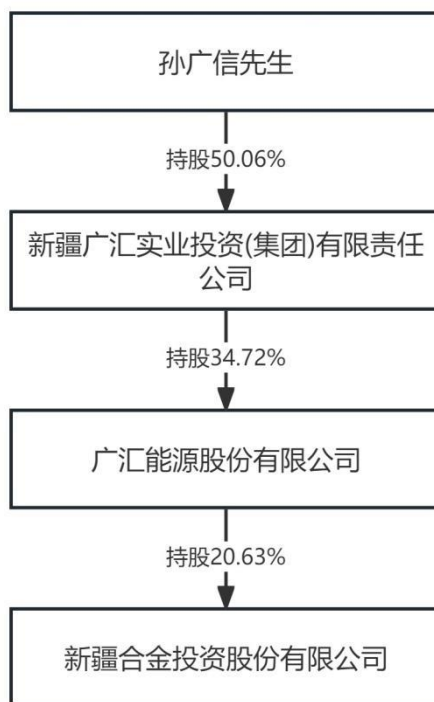 孙广信先生
持股50.06%
新疆广汇实业投资(集团)有限责任
公司
持股34.72%
广汇能源股份有限公司
持股20.63%
新疆合金投资股份有限公司